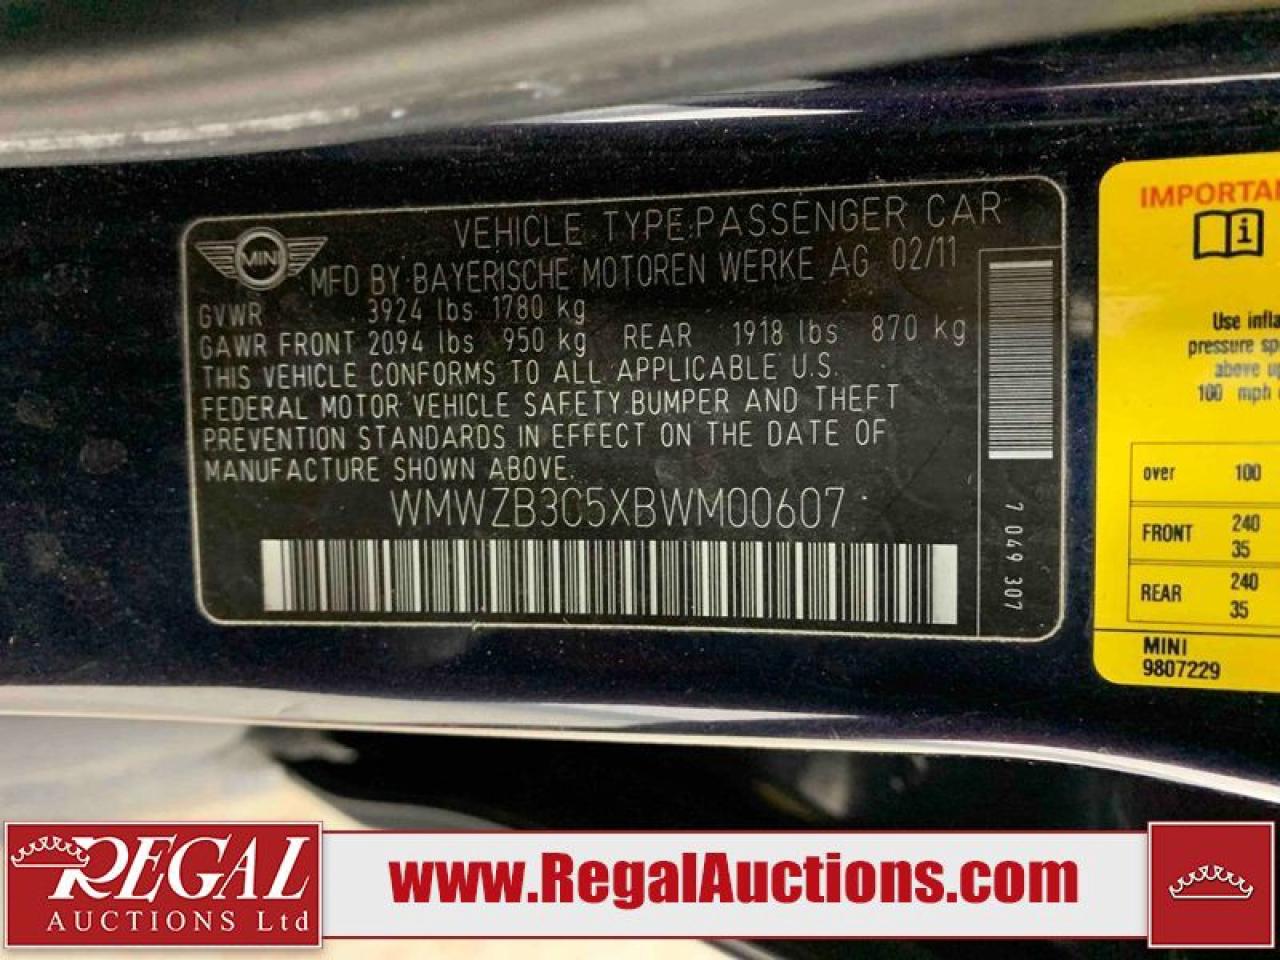 MINI
VEHICLE TYPE:PASSENGER CAR
MFD BY BAYERISCHE MOTOREN WERKE AG 02/11
GVWR 3924 lbs 1780 kg
GAWR FRONT 2094 lbs 950 kg REAR 1918 lbs 870 kg
THIS VEHICLE CONFORMS TO ALL APPLICABLE U.S.
FEDERAL MOTOR VEHICLE SAFETY.BUMPER AND THEFT
PREVENTION STANDARDS IN EFFECT ON THE DATE OF
MANUFACTURE SHOWN ABOVE.
WMWZB3C5XBWM00607
7 049 307
IMPORTA
i
Use infla
pressure sp
above up
100 mph
over 100
FRONT 240
35
REAR 240
35
MINI
9807229
REGAL
AUCTIONS Ltd
www.RegalAuctions.com